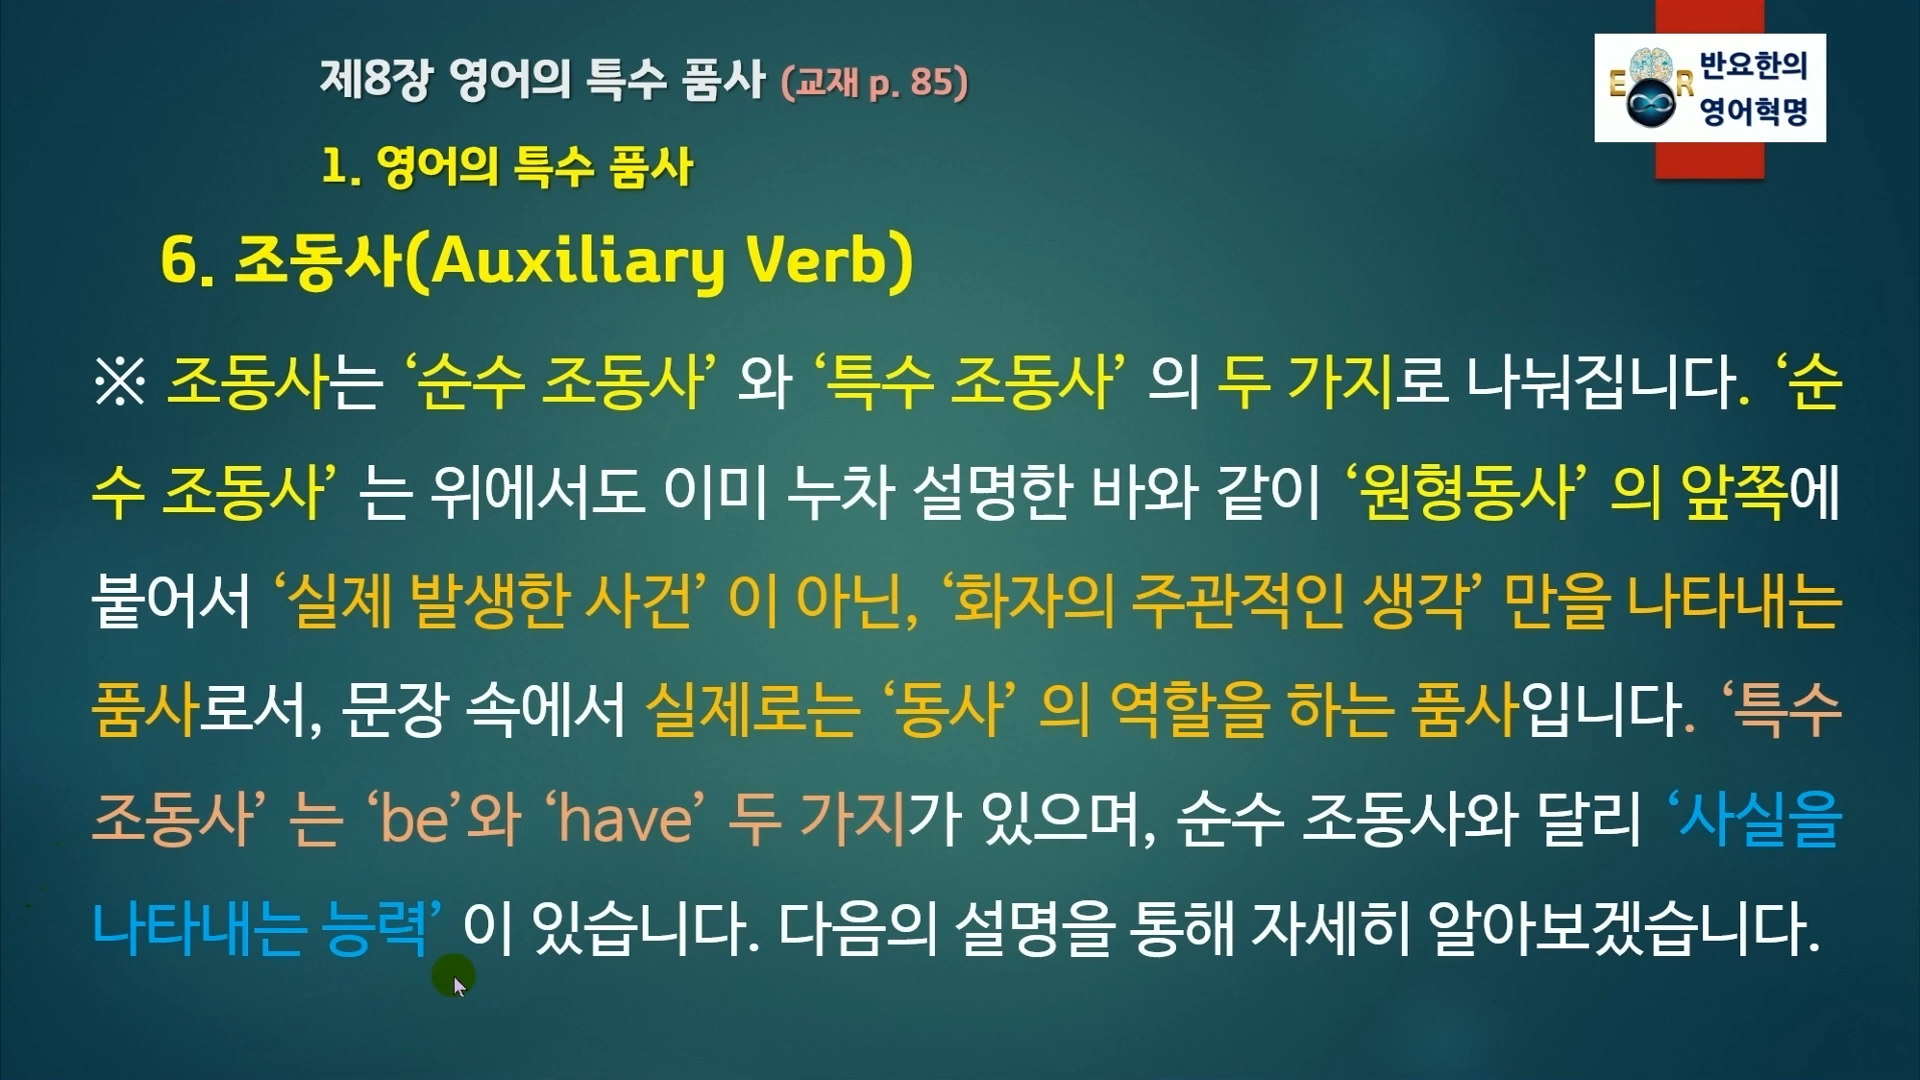 제8장 영어의 특수 품사 (교재 p. 85)
E R 반요한의
영어혁명
1. 영어의 특수 품사
6. 조동사(Auxiliary Verb)
※ 조동사는 ‘순수 조동사’ 와 ‘특수 조동사’ 의 두 가지로 나눠집니다. ‘순
수 조동사’ 는 위에서도 이미 누차 설명한 바와 같이 ‘원형동사’ 의 앞쪽에
붙어서 ‘실제 발생한 사건’ 이 아닌, ‘화자의 주관적인 생각’ 만을 나타내는
품사로서, 문장 속에서 실제로는 ‘동사’ 의 역할을 하는 품사입니다. ‘특수
조동사’ 는 ‘be’와 ‘have’ 두 가지가 있으며, 순수 조동사와 달리 ‘사실을
나타내는 능력’ 이 있습니다. 다음의 설명을 통해 자세히 알아보겠습니다.